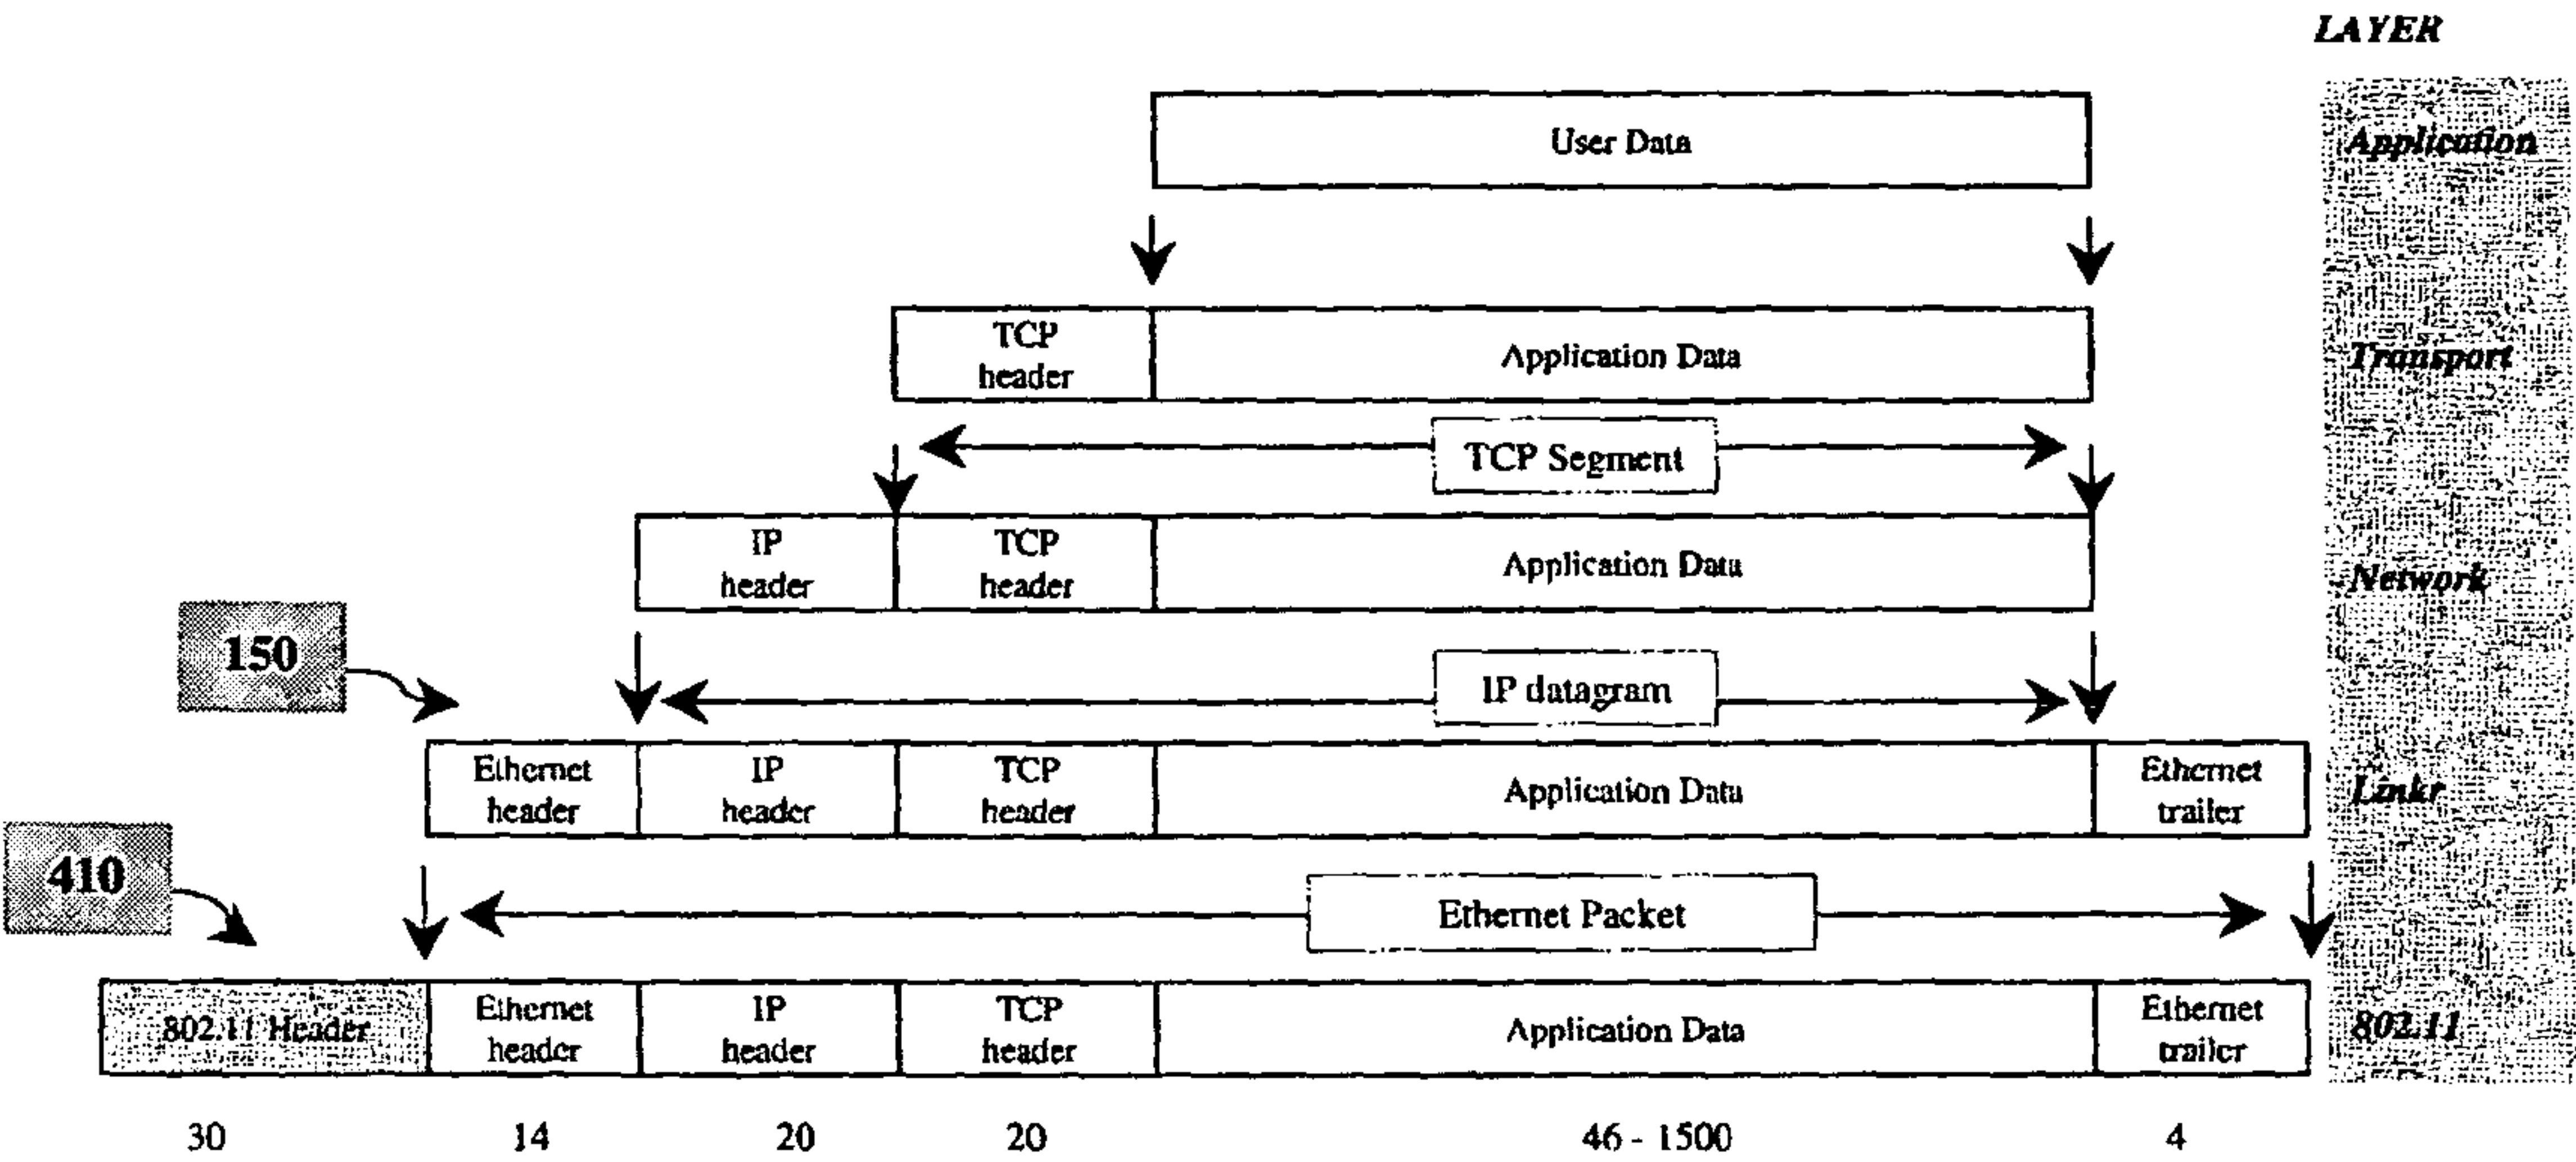 LAYER
User Data
Application
TCP
header
Application Data
Transport
TCP Segment
IP
header
TCP
header
Application Data
Network
150
IP datagram
Ethernet
header
IP
header
TCP
header
Application Data
Ethernet
trailer
Linkr
410
Ethernet Packet
802.11 Header
Ethernet
header
IP
header
TCP
header
Application Data
Ethernet
trailer
802.11
30 14 20 20 46 - 1500 4